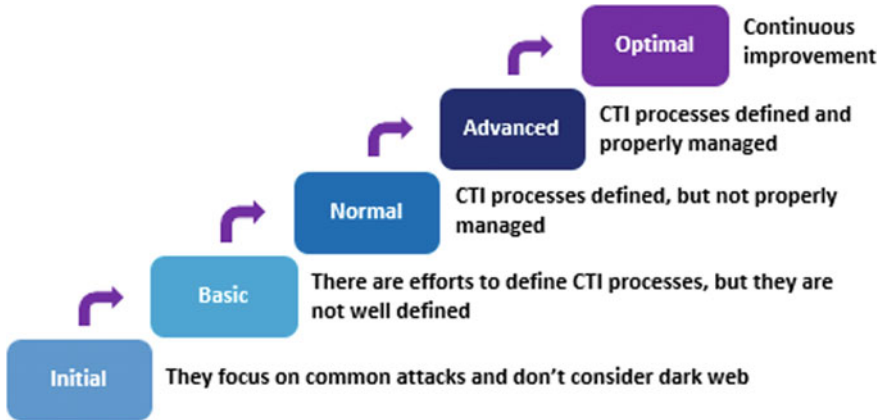 Optimal
Continuous
improvement
Advanced
CTI processes defined and
properly managed
Normal
CTI processes defined, but not properly
managed
Basic
There are efforts to define CTI processes, but they are
not well defined
Initial
They focus on common attacks and don't consider dark web